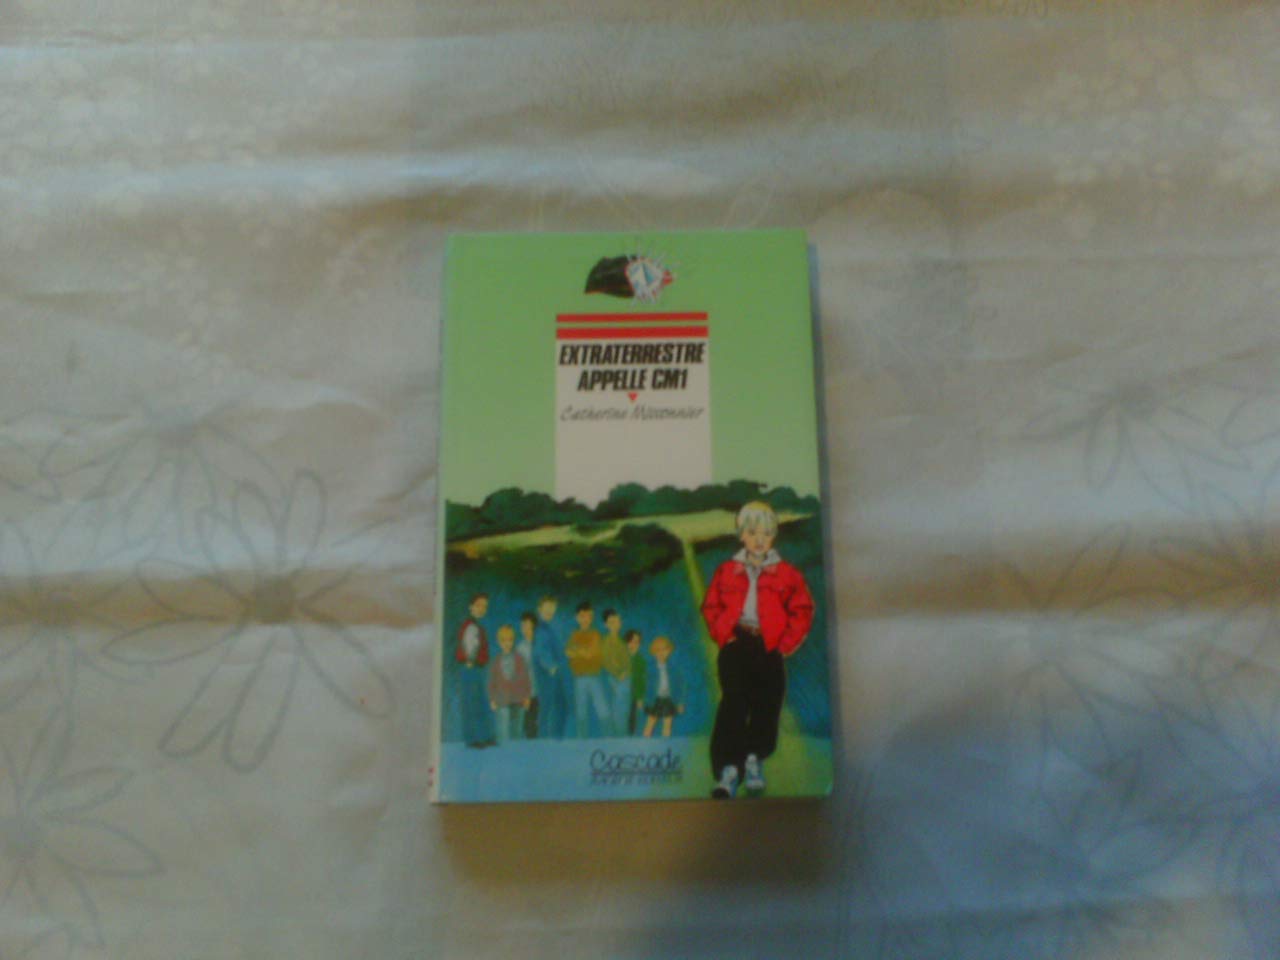 EXTRATERRESTRE
APPELLE CM1
Catherine Missonnier
Cascade